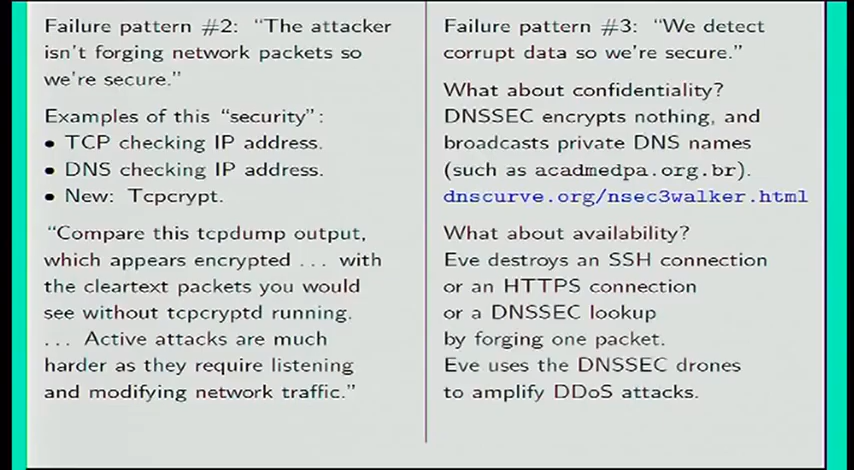 Failure pattern #2: “The attacker
isn't forging network packets so
we're secure.”
Examples of this “security”:
• TCP checking IP address.
• DNS checking IP address.
• New: Tcpcrypt.
“Compare this tcpdump output,
which appears encrypted ... with
the cleartext packets you would
see without tcpcryptd running.
... Active attacks are much
harder as they require listening
and modifying network traffic.”
Failure pattern #3: “We detect
corrupt data so we're secure.”
What about confidentiality?
DNSSEC encrypts nothing, and
broadcasts private DNS names
(such as acadmedpa.org.br).
dnscurve.org/nsec3walker.html
What about availability?
Eve destroys an SSH connection
or an HTTPS connection
or a DNSSEC lookup
by forging one packet.
Eve uses the DNSSEC drones
to amplify DDoS attacks.